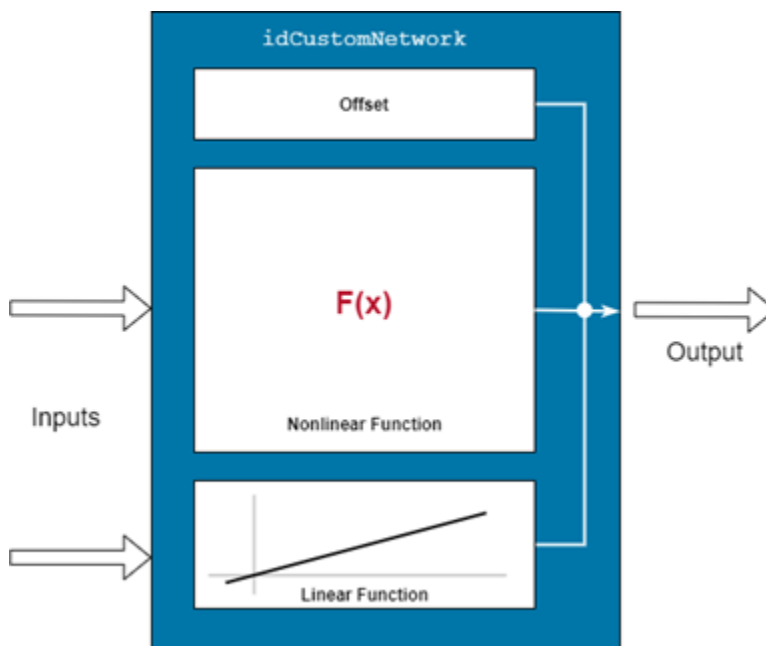 idCustomNetwork
Offset
F(x)
Nonlinear Function
Inputs
Output
Linear Function